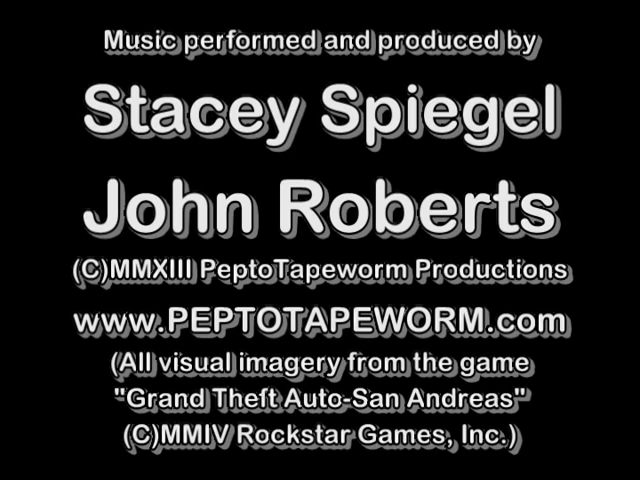 Music performed and produced by
Stacey Spiegel
John Roberts
(C)MMXIII PeptoTapeworm Productions
www.PEPTOTAPEWORM.com
(All visual imagery from the game
"Grand Theft Auto-San Andreas"
(C)MMIV Rockstar Games, Inc.)